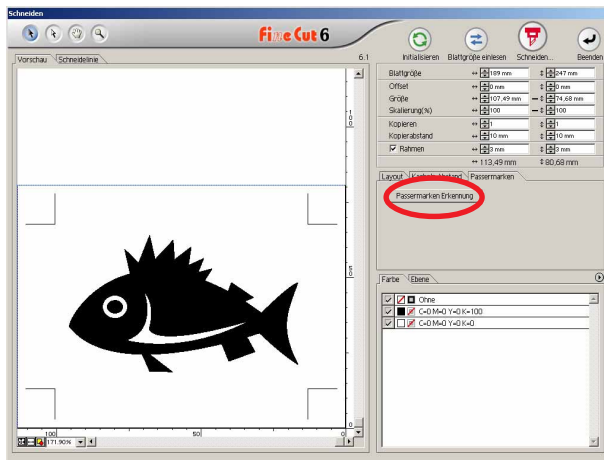 Schneiden
FineCut 6
Initialisieren Blattgröße einlesen Schneiden... Beenden
Vorschau Schneidelinie 6:1
Blattgröße 189 mm 247 mm
Offset 0 mm 0 mm
Größe 107,49 mm 74,68 mm
Skalierung(%) 100 100
Kopieren 1 1
Kopierabstand 10 mm 10 mm
Rahmen 3 mm 3 mm
113,49 mm 80,68 mm
Layout Passermarken
Passermarken Erkennung
Farbe Ebene
Ohne
C=0 M=0 Y=0 K=100
C=0 M=0 Y=0 K=0
100
50
0
100 50 0
171.90%